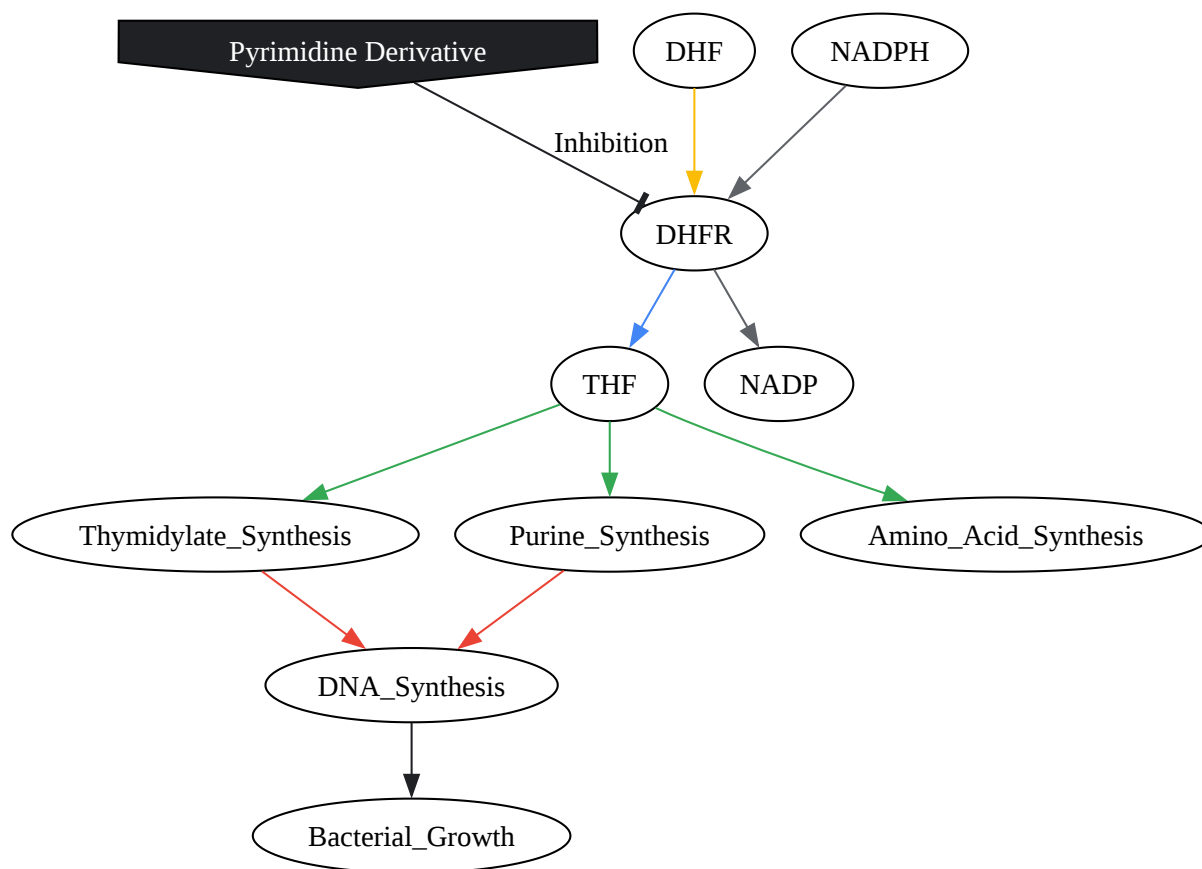 Pyrimidine Derivative
DHF
NADPH
Inhibition
DHFR
THF
NADP
Thymidylate_Synthesis
Purine_Synthesis
Amino_Acid_Synthesis
DNA_Synthesis
Bacterial_Growth